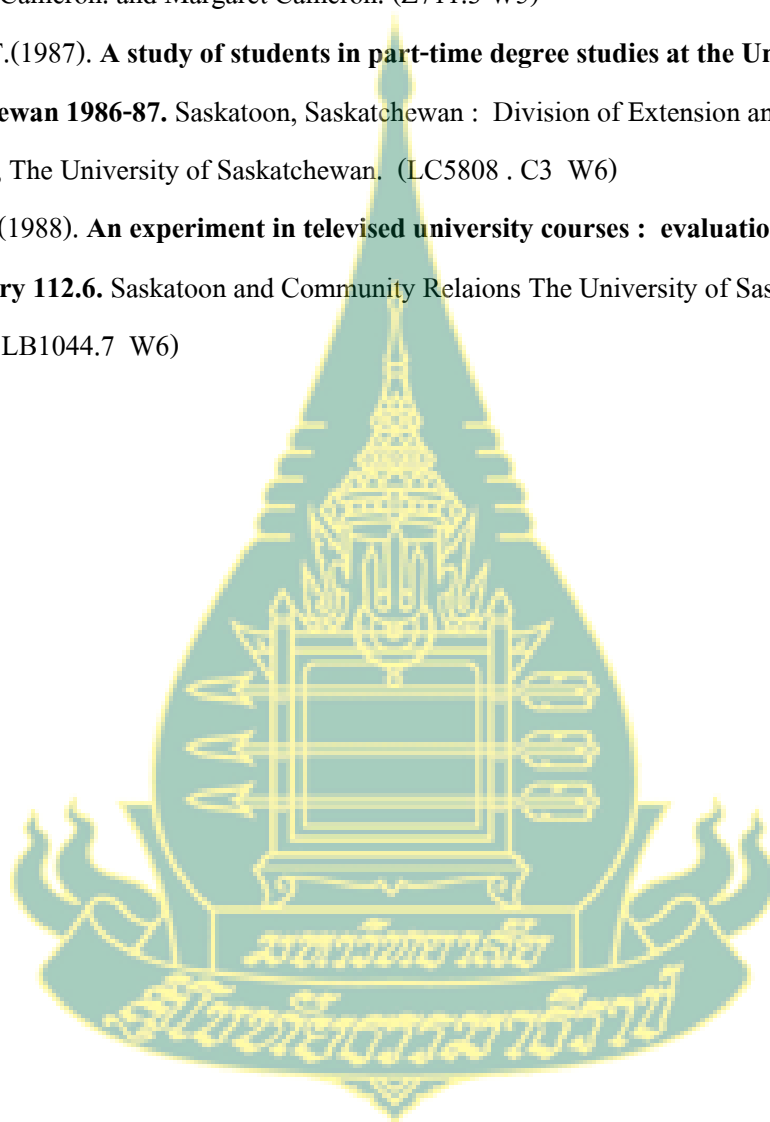 Cameron. and Margaret Cameron. (Z711.3 W5)
T.(1987). A study of students in part-time degree studies at the Un
ewan 1986-87. Saskatoon, Saskatchewan : Division of Extension an
, The University of Saskatchewan. (LC5808 . C3 W6)
(1988). An experiment in televised university courses : evaluatio
ry 112.6. Saskatoon and Community Relaions The University of Sas
LB1044.7 W6)
มหาวิทยาลัย
สุโขทัยธรรมาธิราช